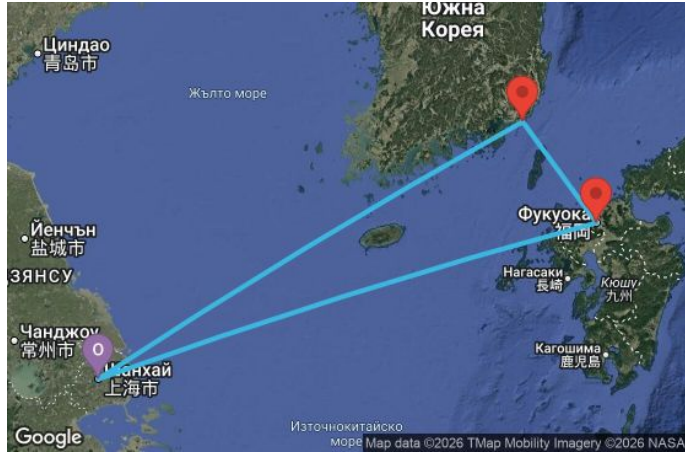 Южна
Корея
Циндао
青岛市
Жълто море
Йенчън
盐城市
ДЗЯНСУ
Чанджоу
常州市
O
Шанхай
上海市
Фукуока
福岡
Нагасаки
長崎
Кюшу
九州
Кагошима
鹿児島
Източнокитайско
море
Google
Map data ©2026 TMap Mobility Imagery ©2026 NASA